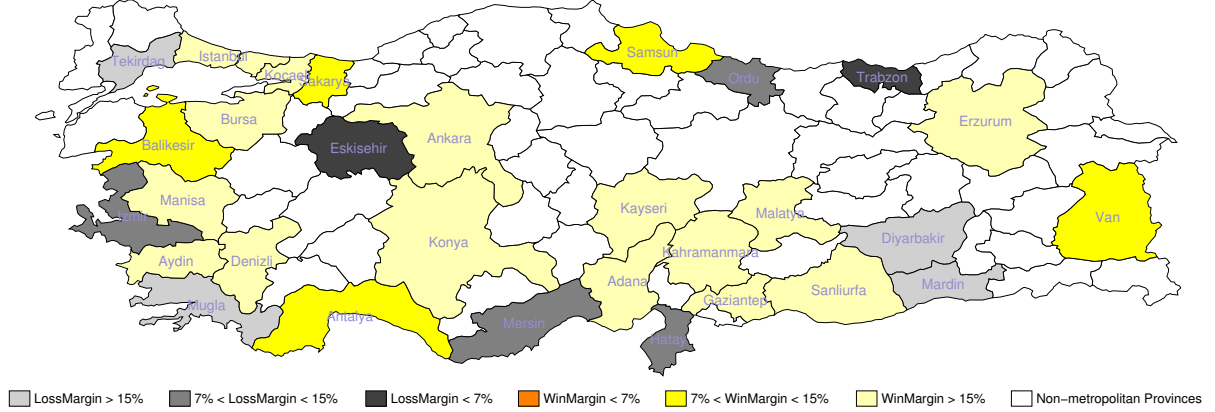 Samsun
Istanbul
Tekirdag
Kocaeli
Sakarya
Ordu
Trabzon
Bursa
Erzurum
Ankara
Balikesir
Eskisehir
Manisa
Kayseri
Malatya
Izmir
Van
Konya
Diyarbakir
Kahramanmara
Aydin
Denizli
Adana
Mardin
Sanliurfa
Gaziantep
Mugla
Antalya
Mersin
Hatay
LossMargin > 15% 7% < LossMargin < 15% LossMargin < 7% WinMargin < 7% 7% < WinMargin < 15% WinMargin > 15% Non−metropolitan Provinces